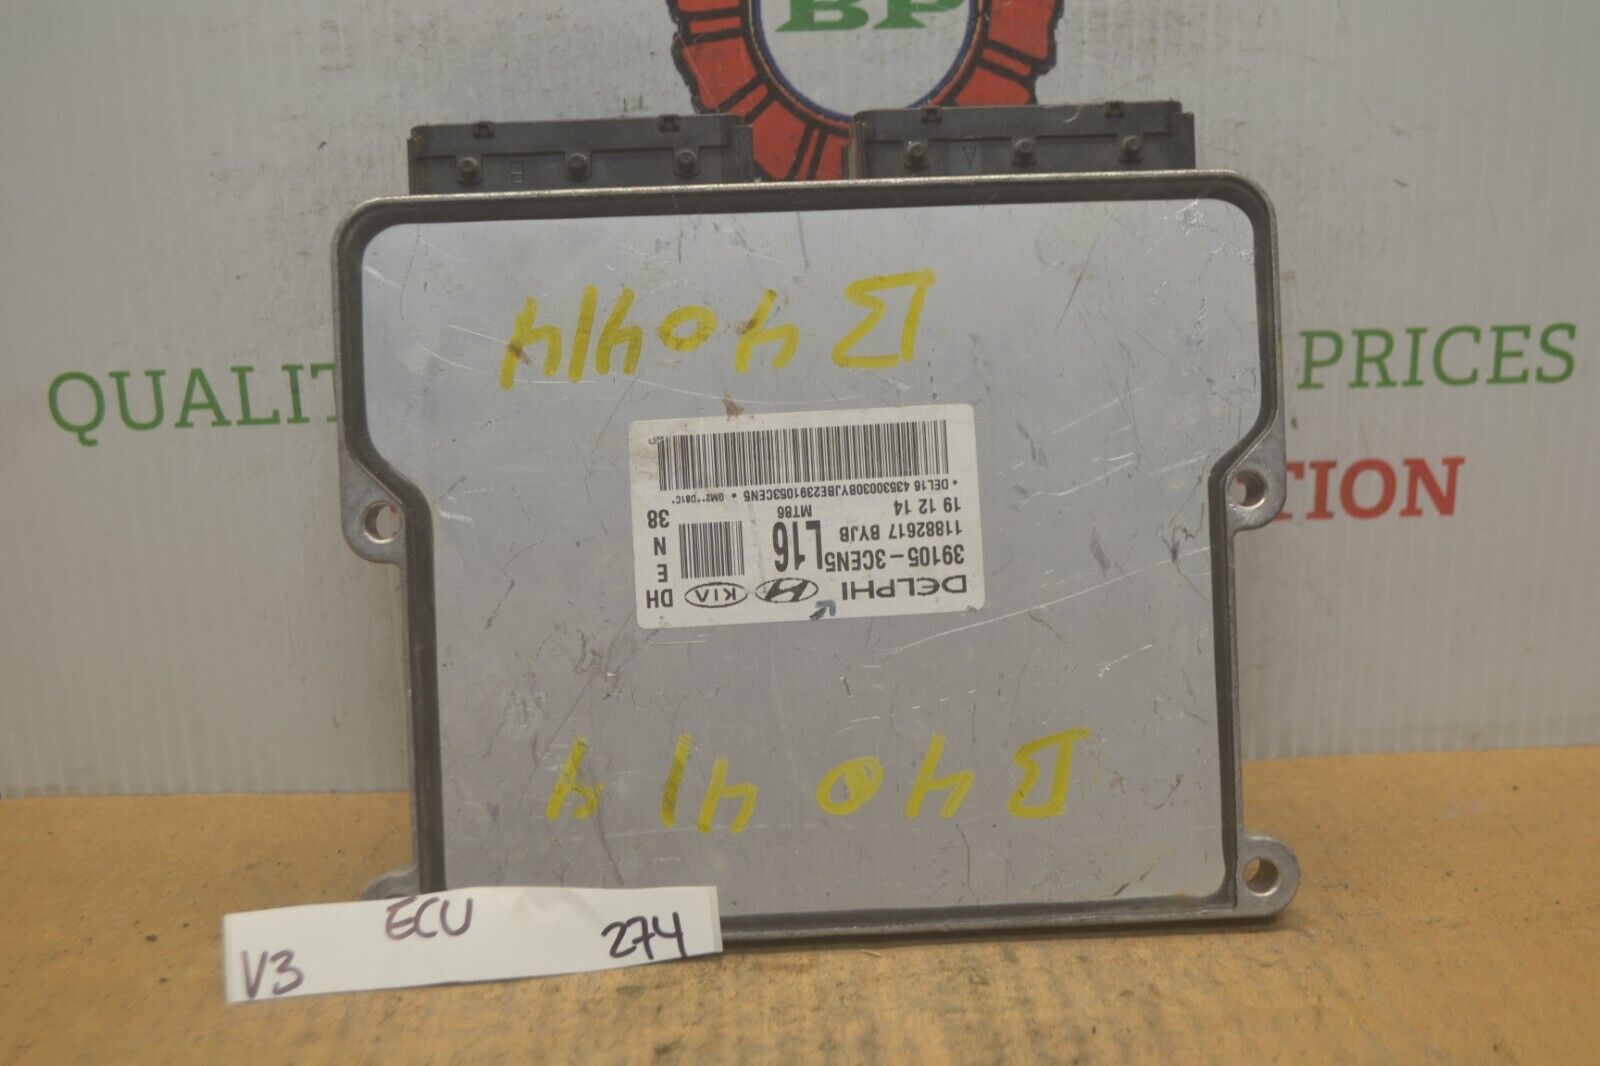 BP
QUALIT
PRICES
TION
B40414
DELPHI KIA DH
39105-3CEN5 L16 E
11882617 BYJB N
19 12 14 MT86 38
B40414
ECU
V3 274